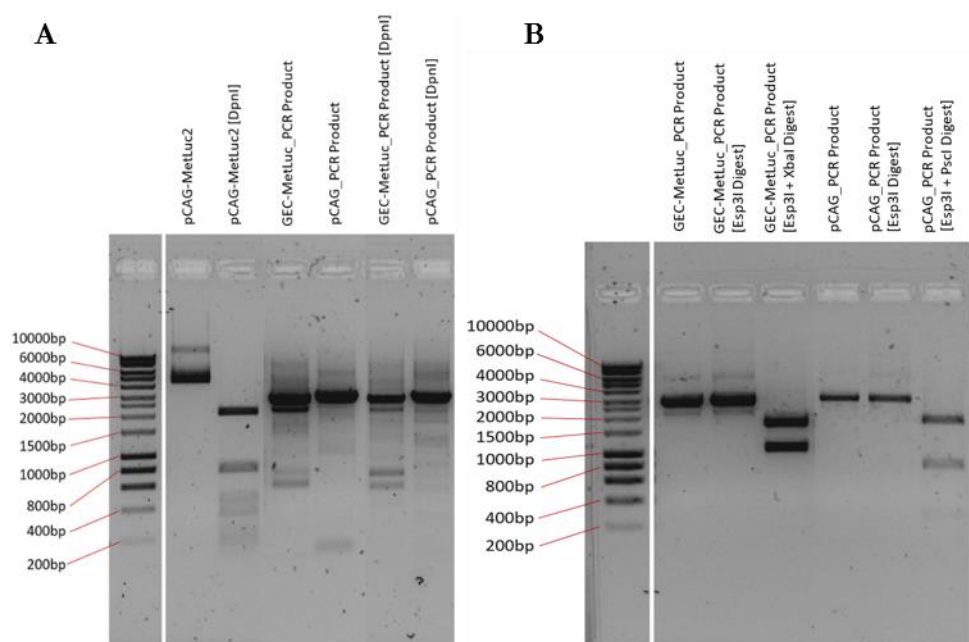 A
pCAG-MetLuc2
pCAG-MetLuc2 [DpnI]
GEC-MetLuc_PCR Product
pCAG_PCR Product
GEC-MetLuc_PCR Product [DpnI]
pCAG_PCR Product [DpnI]
10000bp
6000bp
4000bp
3000bp
2000bp
1500bp
1000bp
800bp
400bp
200bp
B
GEC-MetLuc_PCR Product
GEC-MetLuc_PCR Product
[Esp3I Digest]
GEC-MetLuc_PCR Product
[Esp3I + XbaI Digest]
pCAG_PCR Product
pCAG_PCR Product
[Esp3I Digest]
pCAG_PCR Product
[Esp3I + PscI Digest]
10000bp
6000bp
4000bp
3000bp
2000bp
1500bp
1000bp
800bp
400bp
200bp